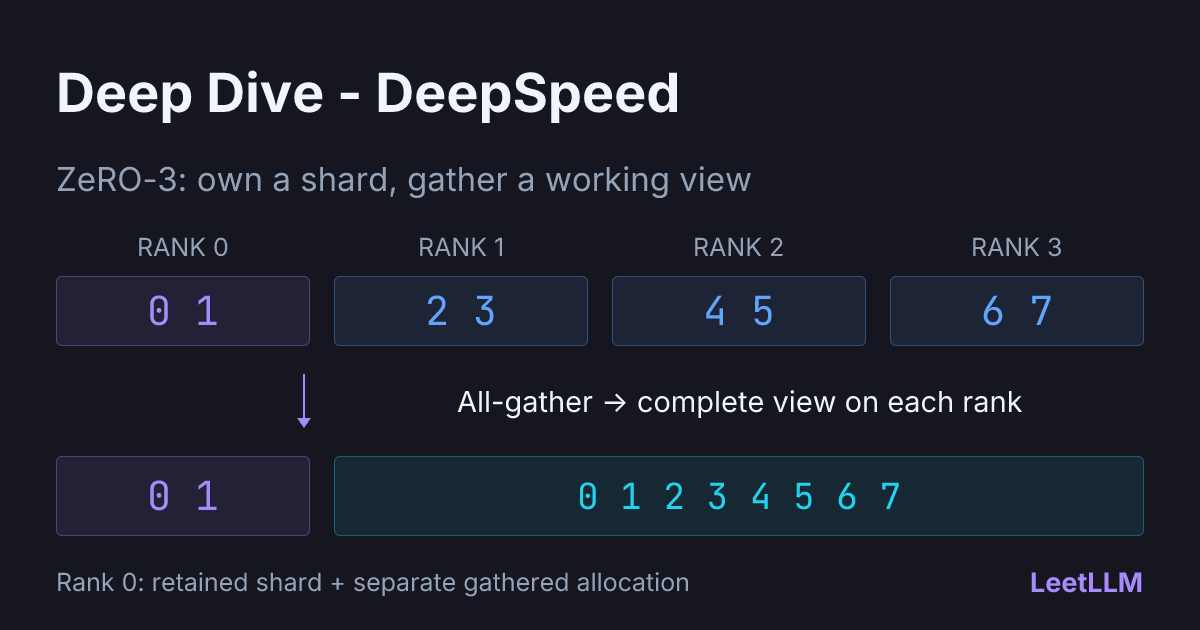 Deep Dive - DeepSpeed
ZeRO-3: own a shard, gather a working view
RANK 0 RANK 1 RANK 2 RANK 3
0 1 2 3 4 5 6 7
All-gather → complete view on each rank
0 1 0 1 2 3 4 5 6 7
Rank 0: retained shard + separate gathered allocation LeetLLM